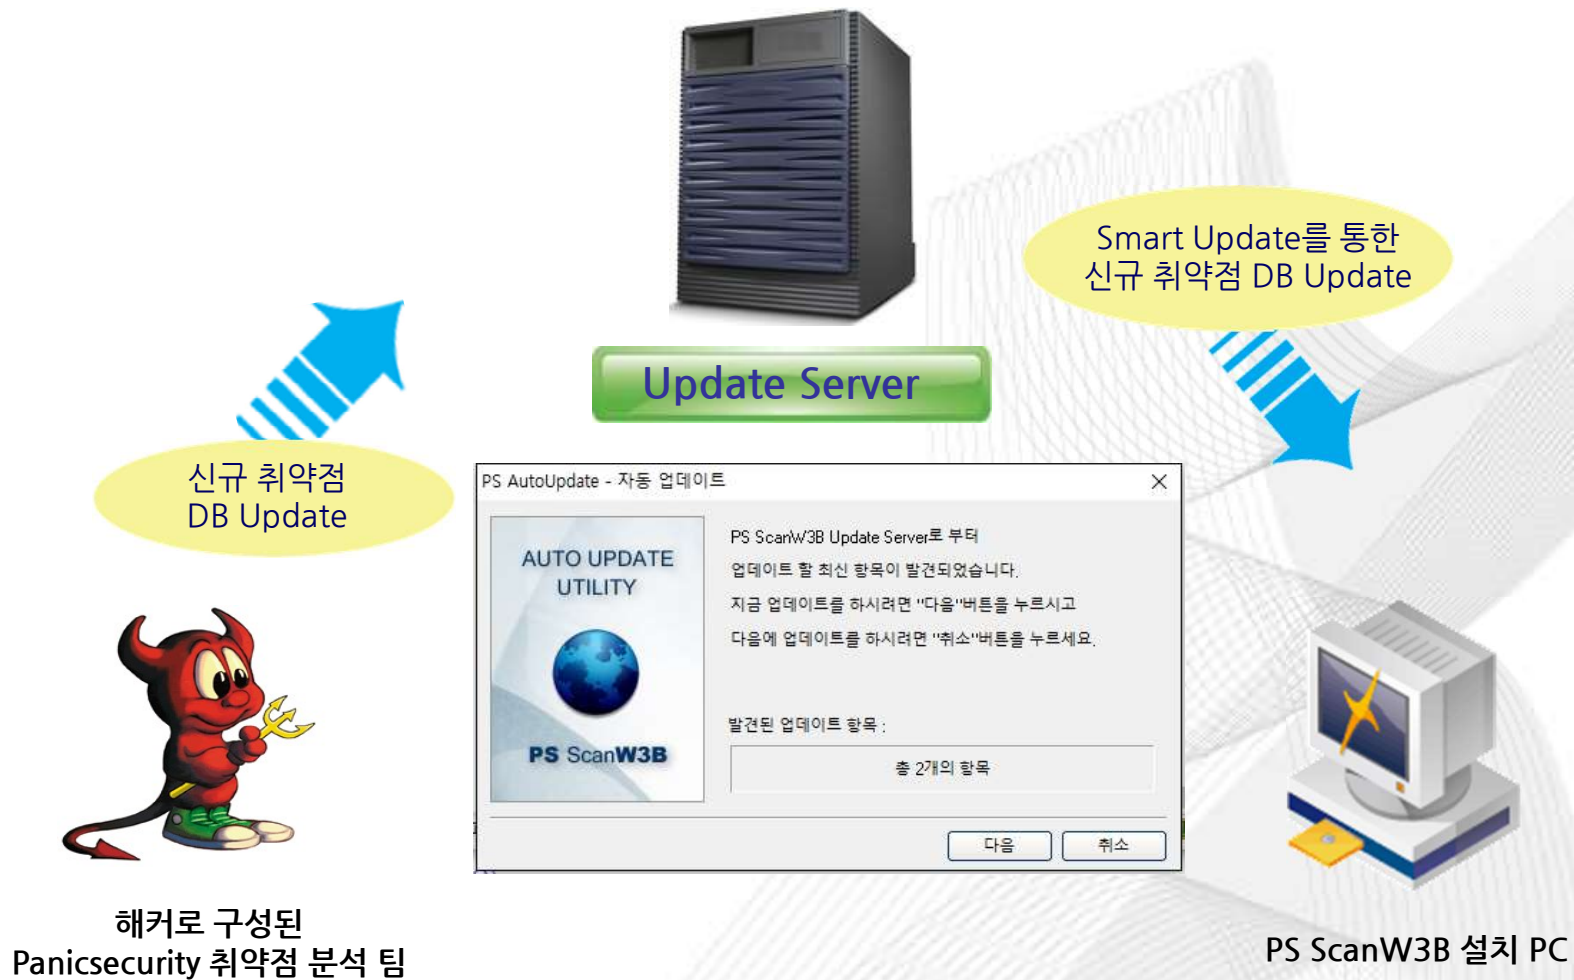 Smart Update를 통한
신규 취약점 DB Update
Update Server
신규 취약점
DB Update
PS AutoUpdate - 자동 업데이트
AUTO UPDATE
UTILITY
PS ScanW3B
PS ScanW3B Update Server로 부터
업데이트 할 최신 항목이 발견되었습니다.
지금 업데이트를 하시려면 "다음"버튼을 누르시고
다음에 업데이트를 하시려면 "취소"버튼을 누르세요.
발견된 업데이트 항목 :
총 2개의 항목
다음
취소
해커로 구성된
Panicsecurity 취약점 분석 팀
PS ScanW3B 설치 PC